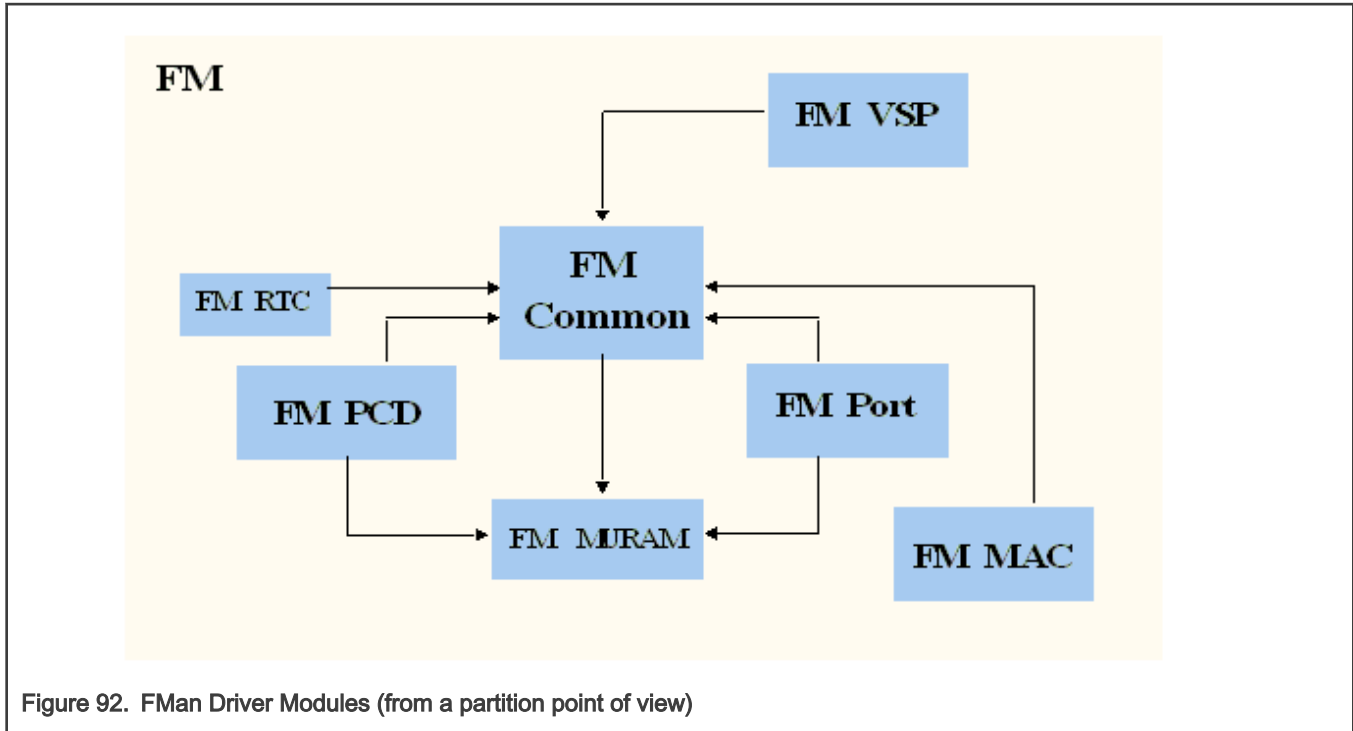 FM
FM VSP
FM
Common
FM RTC
FM PCD
FM Port
FM MURAM
FM MAC
Figure 92. FMan Driver Modules (from a partition point of view)